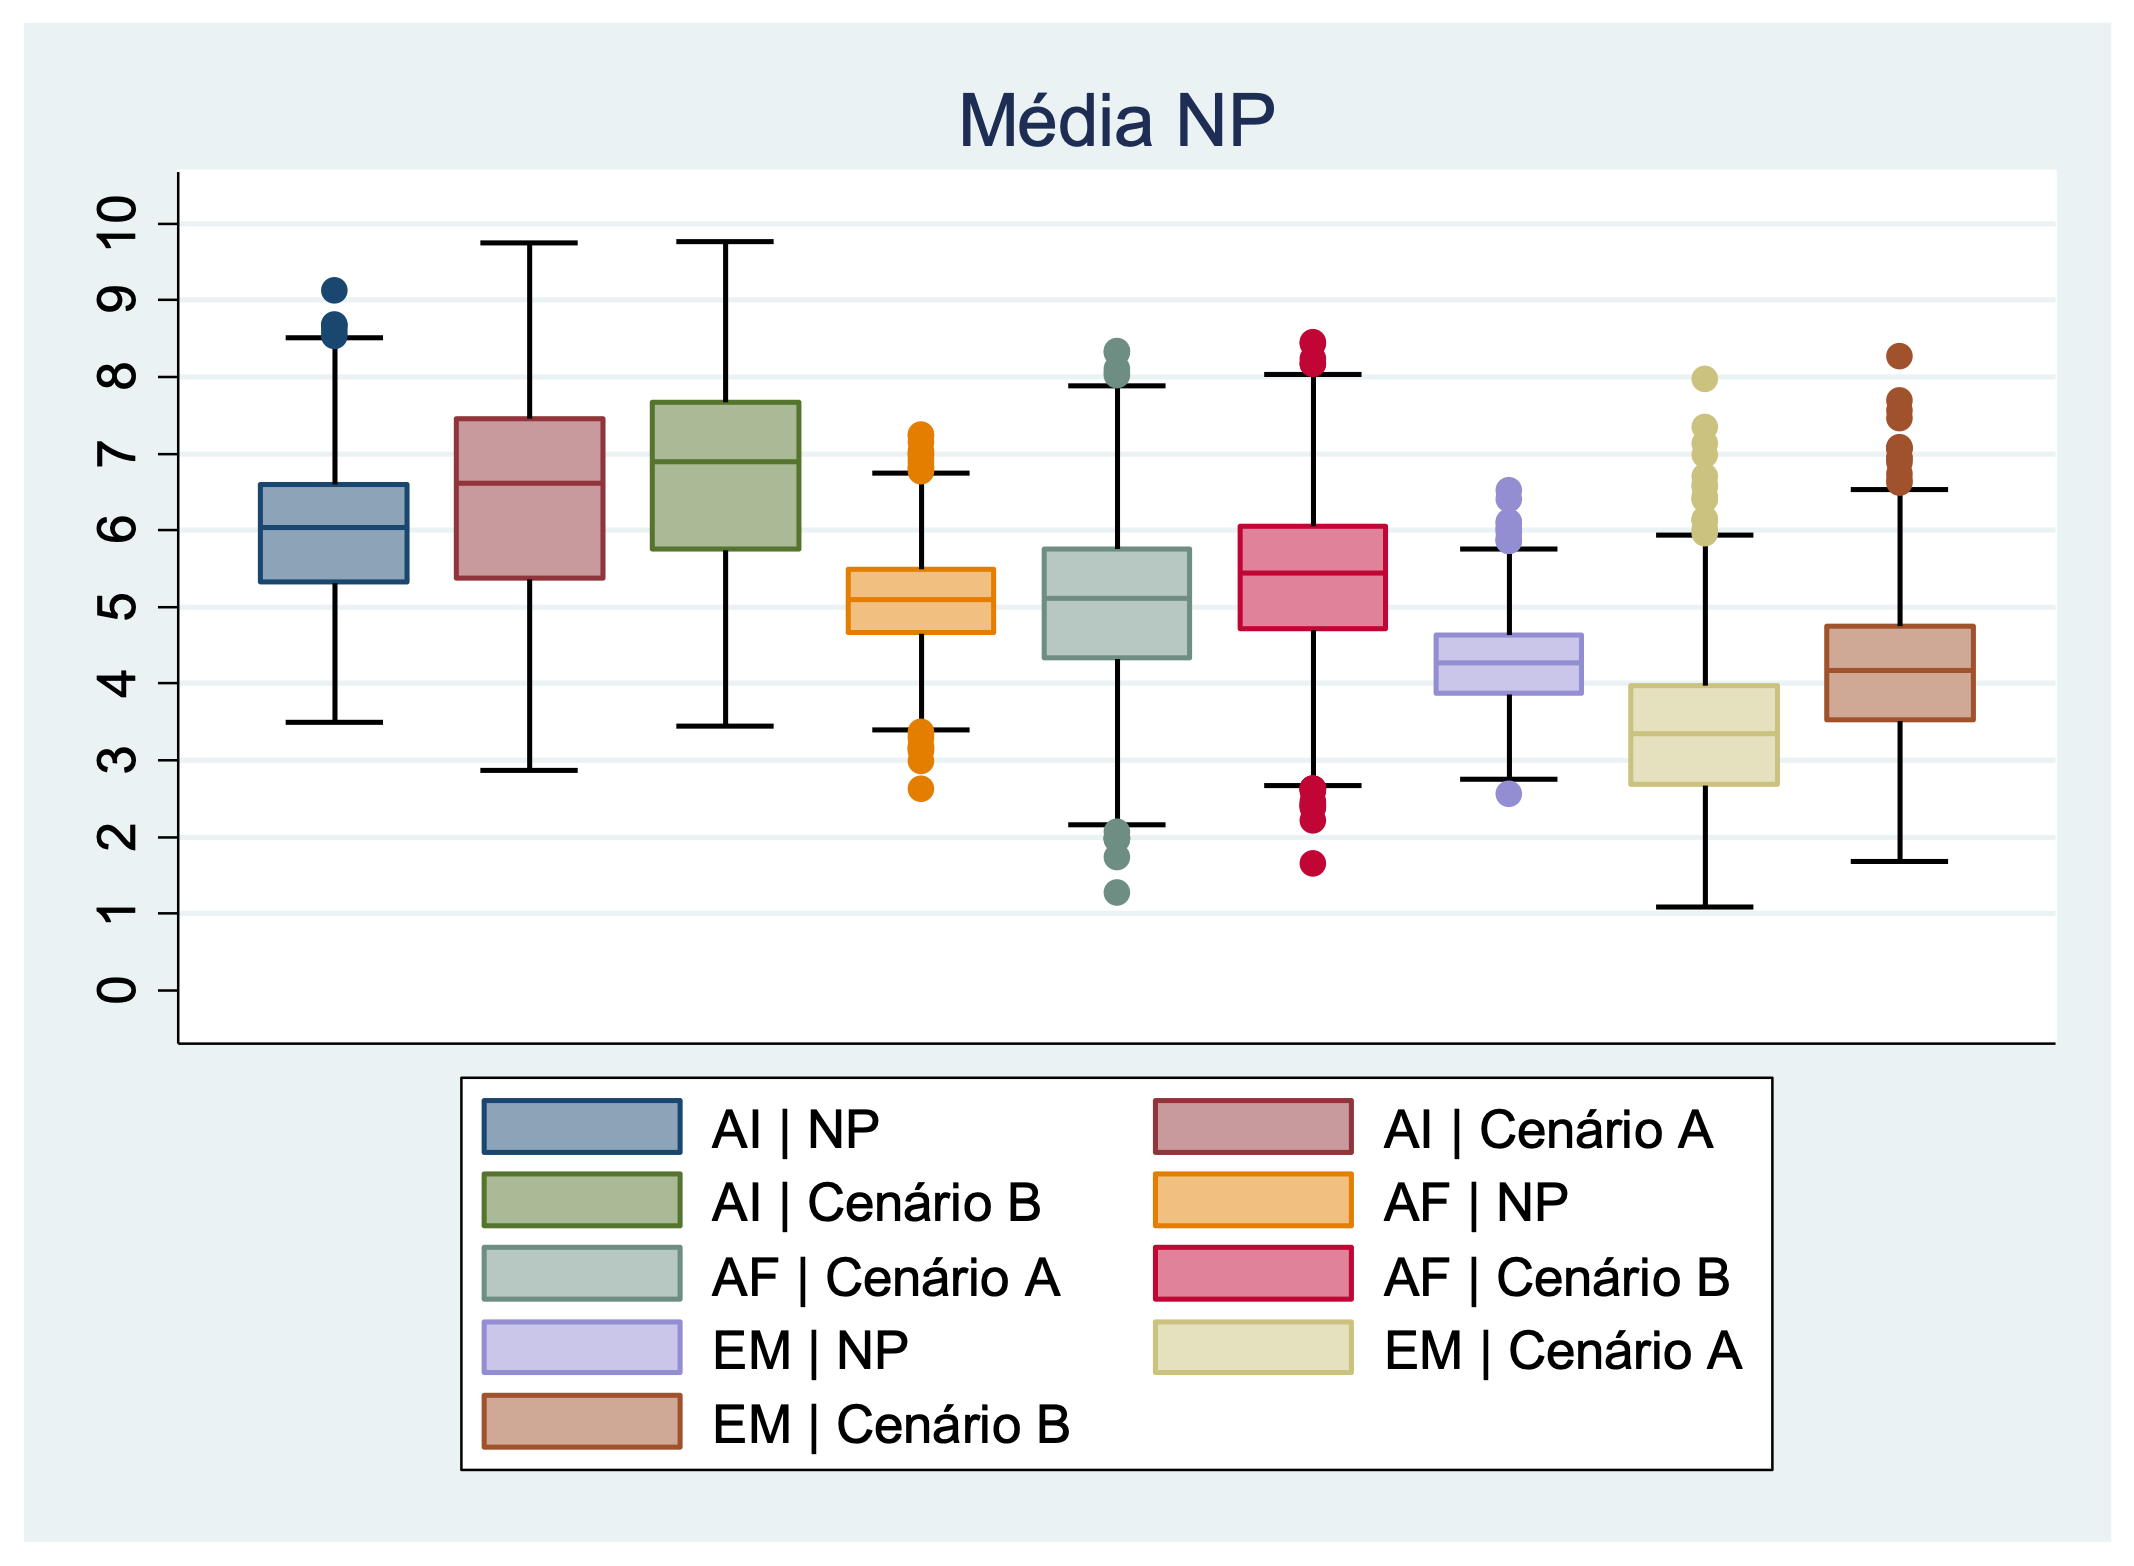 Média NP
10
9
8
7
6
5
4
3
2
1
0
AI | NP
AI | Cenário A
AI | Cenário B
AF | NP
AF | Cenário A
AF | Cenário B
EM | NP
EM | Cenário A
EM | Cenário B